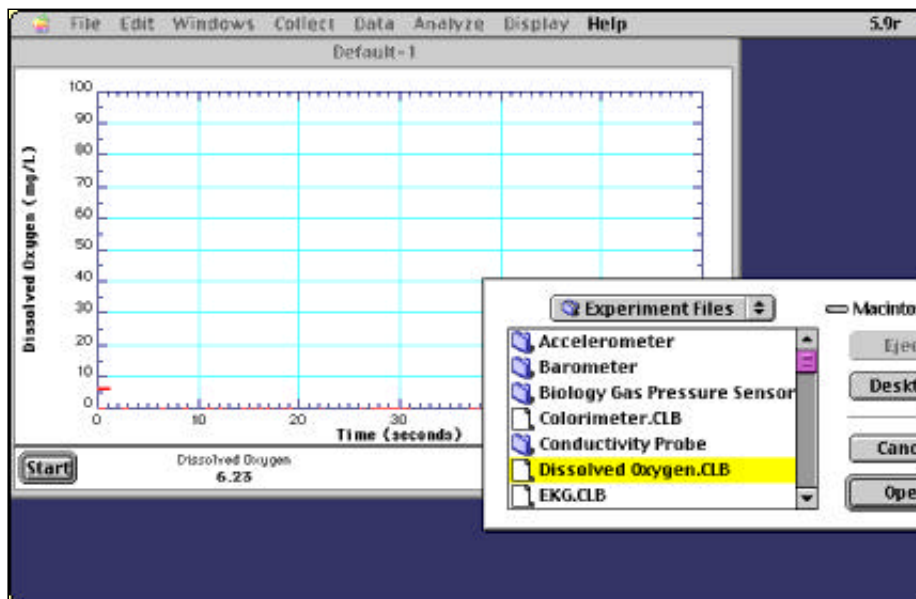 File Edit Windows Collect Data Analyze Display Help 5.9r
Default-1
Dissolved Oxygen (mg/L)
100
90
80
70
60
50
40
30
20
10
0
0 10 20 30
Time (seconds)
Start
Dissolved Oxygen
6.23
Experiment Files
Macinto
Accelerometer
Barometer
Biology Gas Pressure Sensor
Colorimeter.CLB
Conductivity Probe
Dissolved Oxygen.CLB
EKG.CLB
Ejec
Deskt
Canc
Ope